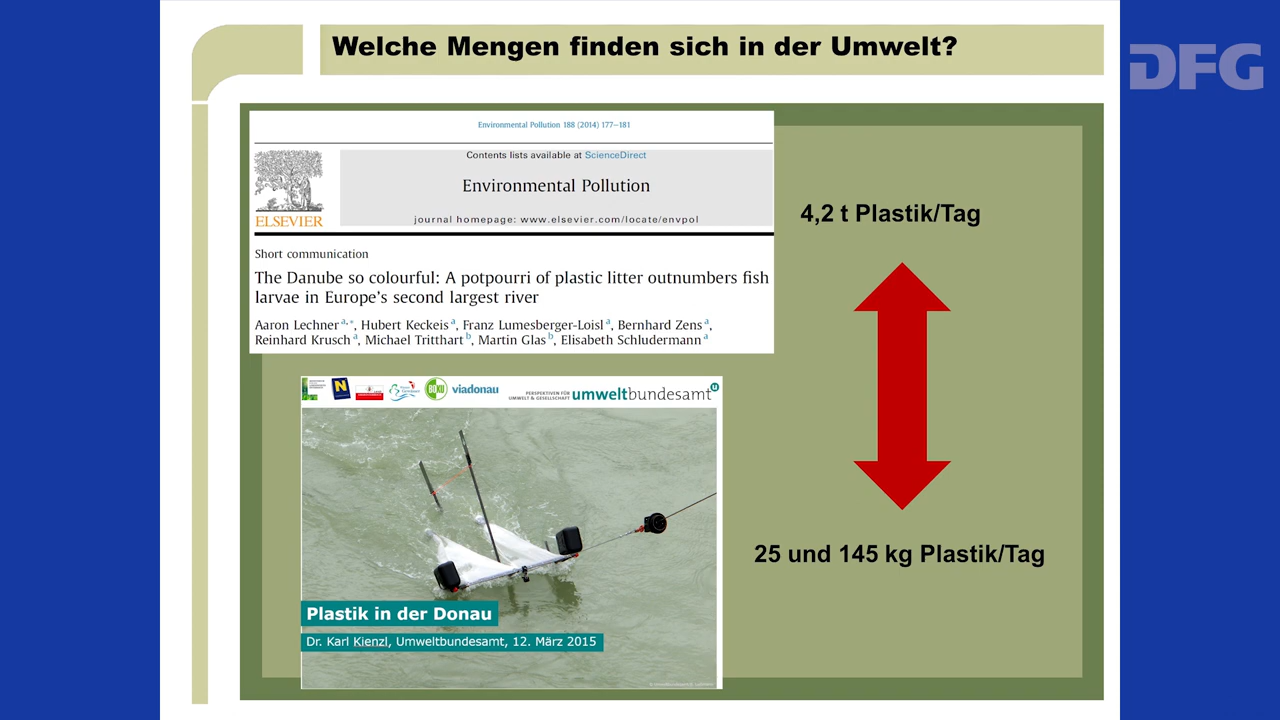 Welche Mengen finden sich in der Umwelt?
DFG
Environmental Pollution 188 (2014) 177–181
Contents lists available at ScienceDirect
Environmental Pollution
journal homepage: www.elsevier.com/locate/envpol
ELSEVIER
Short communication
The Danube so colourful: A potpourri of plastic litter outnumbers fish
larvae in Europe's second largest river
Aaron Lechner a,*, Hubert Keckeis a, Franz Lumesberger-Loisl a, Bernhard Zens a,
Reinhard Krusch a, Michael Tritthart b, Martin Glas b, Elisabeth Schludermann a
4,2 t Plastik/Tag
25 und 145 kg Plastik/Tag
N
BOKU
viadonau
PERSPEKTIVEN FÜR
UMWELT & GESELLSCHAFT
umweltbundesamt u
Plastik in der Donau
Dr. Karl Kienzl, Umweltbundesamt, 12. März 2015